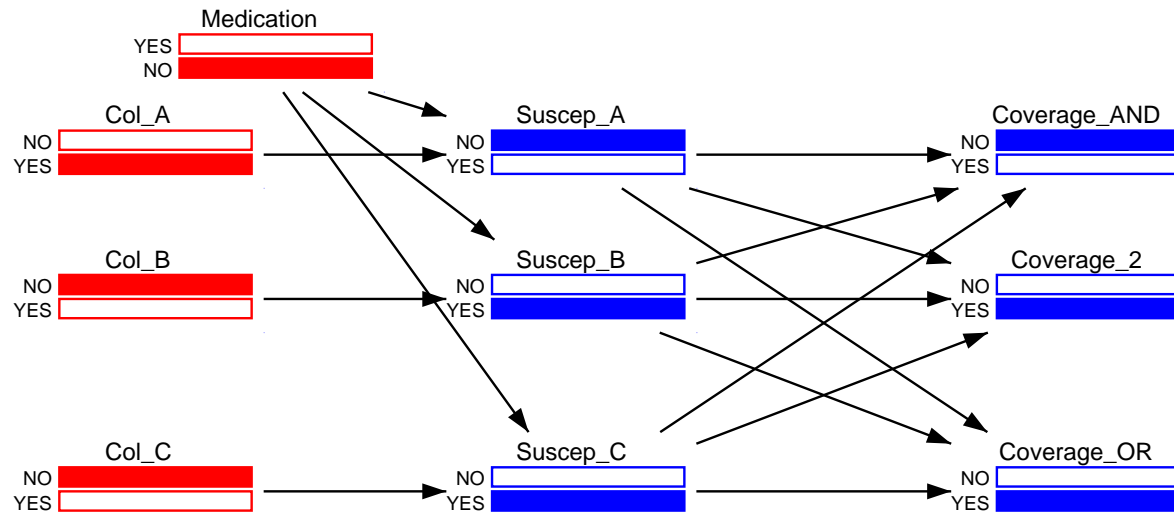 Medication
YES
NO
Col_A
NO
YES
Suscep_A
NO
YES
Coverage_AND
NO
YES
Col_B
NO
YES
Suscep_B
NO
YES
Coverage_2
NO
YES
Col_C
NO
YES
Suscep_C
NO
YES
Coverage_OR
NO
YES